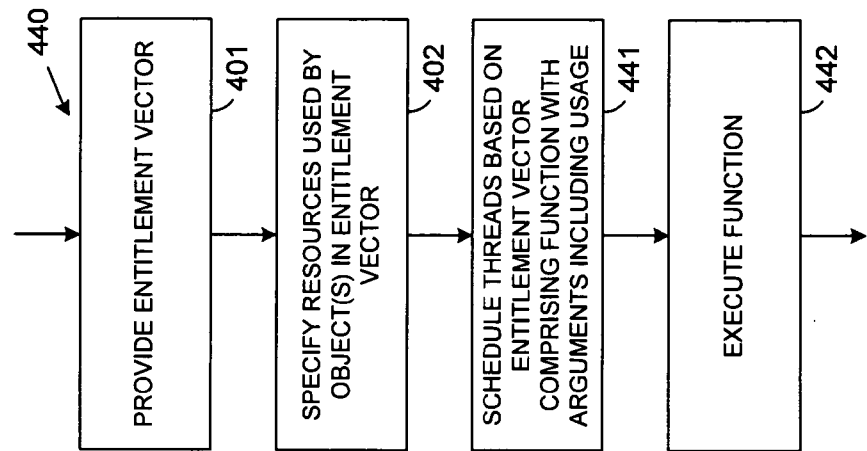 440
PROVIDE ENTITLEMENT VECTOR
401
SPECIFY RESOURCES USED BY
OBJECT(S) IN ENTITLEMENT
VECTOR
402
SCHEDULE THREADS BASED ON
ENTITLEMENT VECTOR
COMPRISING FUNCTION WITH
ARGUMENTS INCLUDING USAGE
441
EXECUTE FUNCTION
442